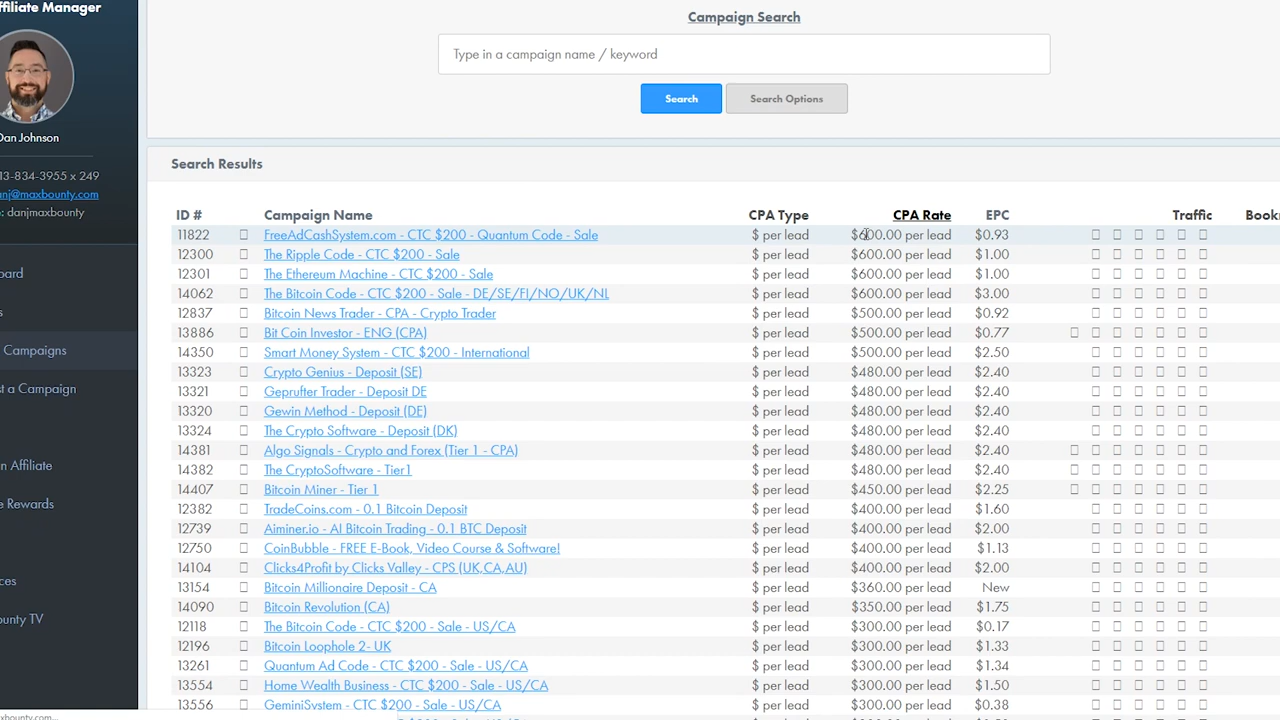 ffiliate Manager
Dan Johnson
13-834-3955 x 249
anj@maxbounty.com
: danjmaxbounty
oard
s
Campaigns
st a Campaign
n Affiliate
e Rewards
ces
ounty TV
Campaign Search
Type in a campaign name / keyword
Search Search Options
Search Results
ID # Campaign Name CPA Type CPA Rate EPC Traffic Bookr
11822 FreeAdCashSystem.com - CTC $200 - Quantum Code - Sale $ per lead $600.00 per lead $0.93
12300 The Ripple Code - CTC $200 - Sale $ per lead $600.00 per lead $1.00
12301 The Ethereum Machine - CTC $200 - Sale $ per lead $600.00 per lead $1.00
14062 The Bitcoin Code - CTC $200 - Sale - DE/SE/FI/NO/UK/NL $ per lead $600.00 per lead $3.00
12837 Bitcoin News Trader - CPA - Crypto Trader $ per lead $500.00 per lead $0.92
13886 Bit Coin Investor - ENG (CPA) $ per lead $500.00 per lead $0.77
14350 Smart Money System - CTC $200 - International $ per lead $500.00 per lead $2.50
13323 Crypto Genius - Deposit (SE) $ per lead $480.00 per lead $2.40
13321 Gepruffer Trader - Deposit DE $ per lead $480.00 per lead $2.40
13320 Gewin Method - Deposit (DE) $ per lead $480.00 per lead $2.40
13324 The Crypto Software - Deposit (DK) $ per lead $480.00 per lead $2.40
14381 Algo Signals - Crypto and Forex (Tier 1 - CPA) $ per lead $480.00 per lead $2.40
14382 The CryptoSoftware - Tier1 $ per lead $480.00 per lead $2.40
14407 Bitcoin Miner - Tier 1 $ per lead $450.00 per lead $2.25
12382 TradeCoins.com - 0.1 Bitcoin Deposit $ per lead $400.00 per lead $1.60
12739 Aiminer.io - AI Bitcoin Trading - 0.1 BTC Deposit $ per lead $400.00 per lead $2.00
12750 CoinBubble - FREE E-Book, Video Course & Software! $ per lead $400.00 per lead $1.13
14104 Clicks4Profit by Clicks Valley - CPS (UK,CA,AU) $ per lead $400.00 per lead $2.00
13154 Bitcoin Millionaire Deposit - CA $ per lead $360.00 per lead New
14090 Bitcoin Revolution (CA) $ per lead $350.00 per lead $1.75
12118 The Bitcoin Code - CTC $200 - Sale - US/CA $ per lead $300.00 per lead $0.17
12196 Bitcoin Loophole 2- UK $ per lead $300.00 per lead $1.33
13261 Quantum Ad Code - CTC $200 - Sale - US/CA $ per lead $300.00 per lead $1.34
13554 Home Wealth Business - CTC $200 - Sale - US/CA $ per lead $300.00 per lead $1.50
13556 GeminiSystem - CTC $200 - Sale - US/CA $ per lead $300.00 per lead $0.38